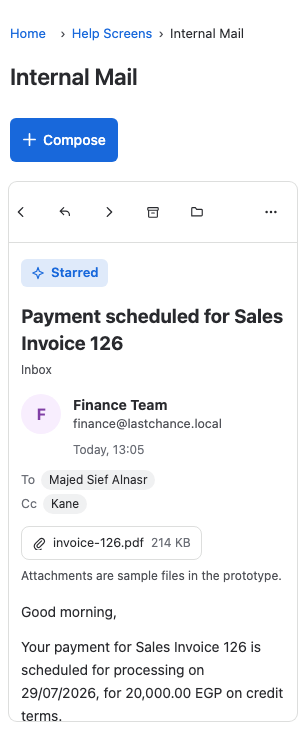 Home › Help Screens › Internal Mail
Internal Mail
Compose
Starred
Payment scheduled for Sales
Invoice 126
Inbox
F
Finance Team
finance@lastchance.local
Today, 13:05
To Majed Sief Alnasr
Cc Kane
invoice-126.pdf 214 KB
Attachments are sample files in the prototype.
Good morning,
Your payment for Sales Invoice 126 is
scheduled for processing on
29/07/2026, for 20,000.00 EGP on credit
terms.